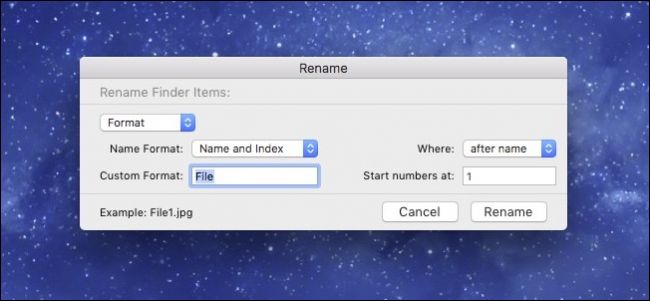 Rename
Rename Finder Items:
Format
Name Format: Name and Index Where: after name
Custom Format: File Start numbers at: 1
Example: File1.jpg Cancel Rename